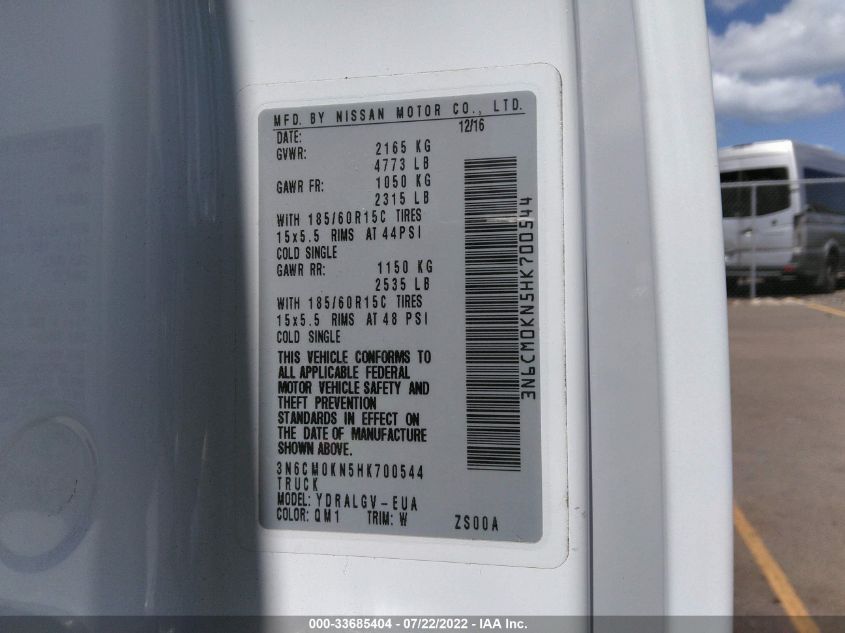 MFD. BY NISSAN MOTOR CO., LTD.
DATE: 12/16
GVWR: 2165 KG
4773 LB
GAWR FR: 1050 KG
2315 LB
WITH 185/60R15C TIRES
15x5.5 RIMS AT 44PSI
COLD SINGLE
GAWR RR: 1150 KG
2535 LB
WITH 185/60R15C TIRES
15x5.5 RIMS AT 48 PSI
COLD SINGLE
THIS VEHICLE CONFORMS TO
ALL APPLICABLE FEDERAL
MOTOR VEHICLE SAFETY AND
THEFT PREVENTION
STANDARDS IN EFFECT ON
THE DATE OF MANUFACTURE
SHOWN ABOVE.
3N6CM0KN5HK700544
TRUCK
MODEL: YDRALGV-EUA
COLOR: QM1 TRIM: W ZS00A
3N6CM0KN5HK700544
000-33685404 - 07/22/2022 - IAA Inc.